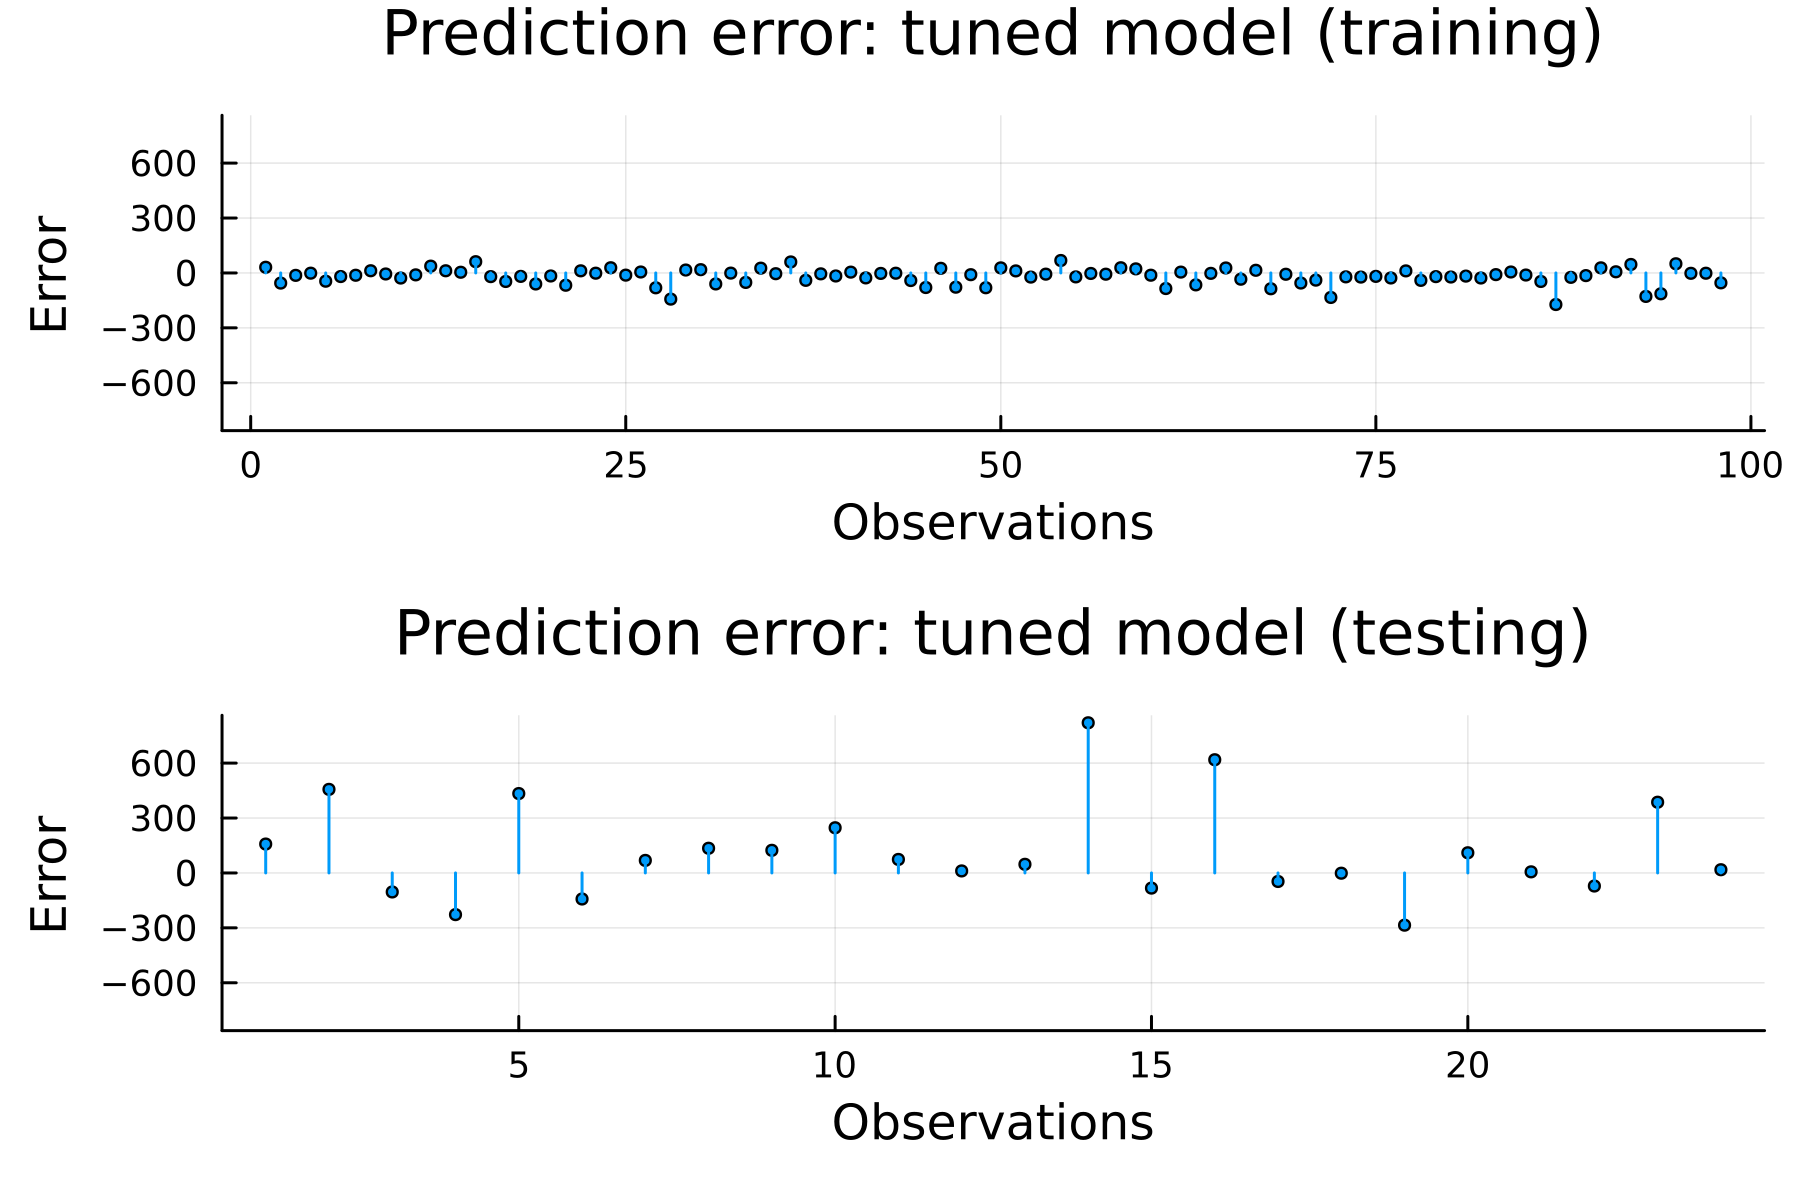 Prediction error: tuned model (training)
600
300
0
−300
−600
Error
0 25 50 75 100
Observations
Prediction error: tuned model (testing)
600
300
0
−300
−600
Error
5 10 15 20
Observations